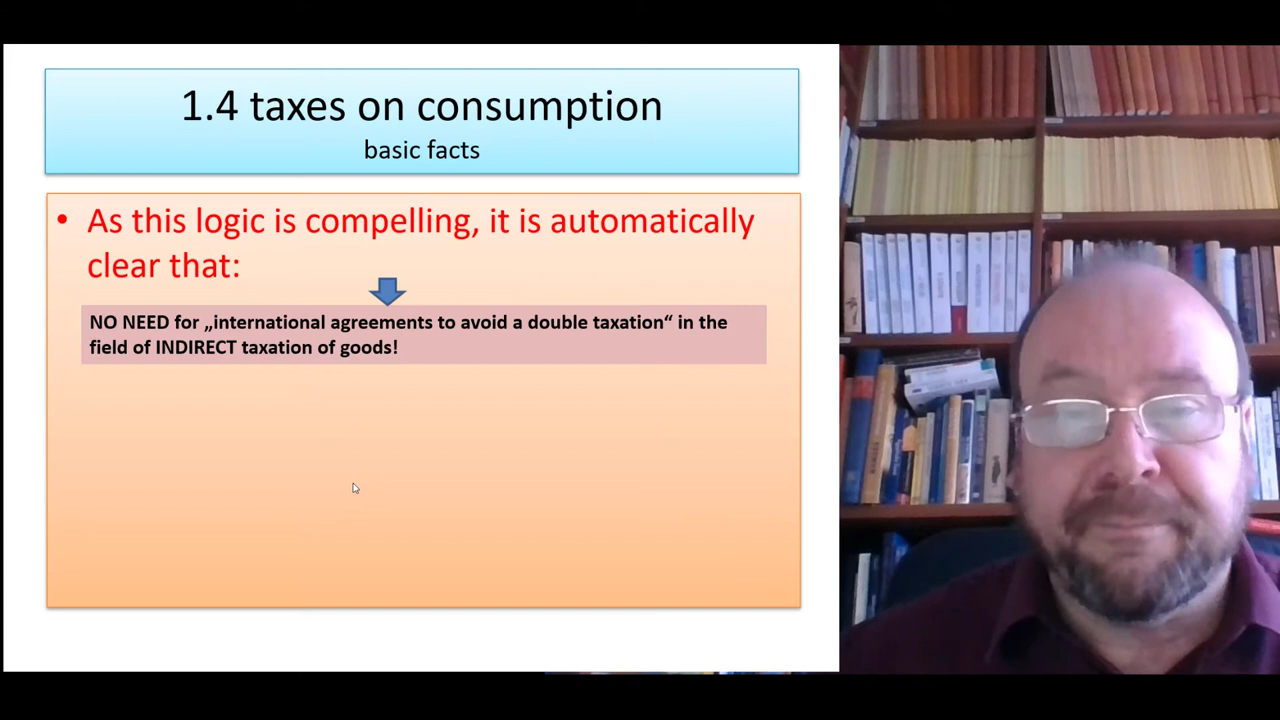 1.4 taxes on consumption
basic facts
• As this logic is compelling, it is automatically
clear that:
NO NEED for „international agreements to avoid a double taxation“ in the
field of INDIRECT taxation of goods!